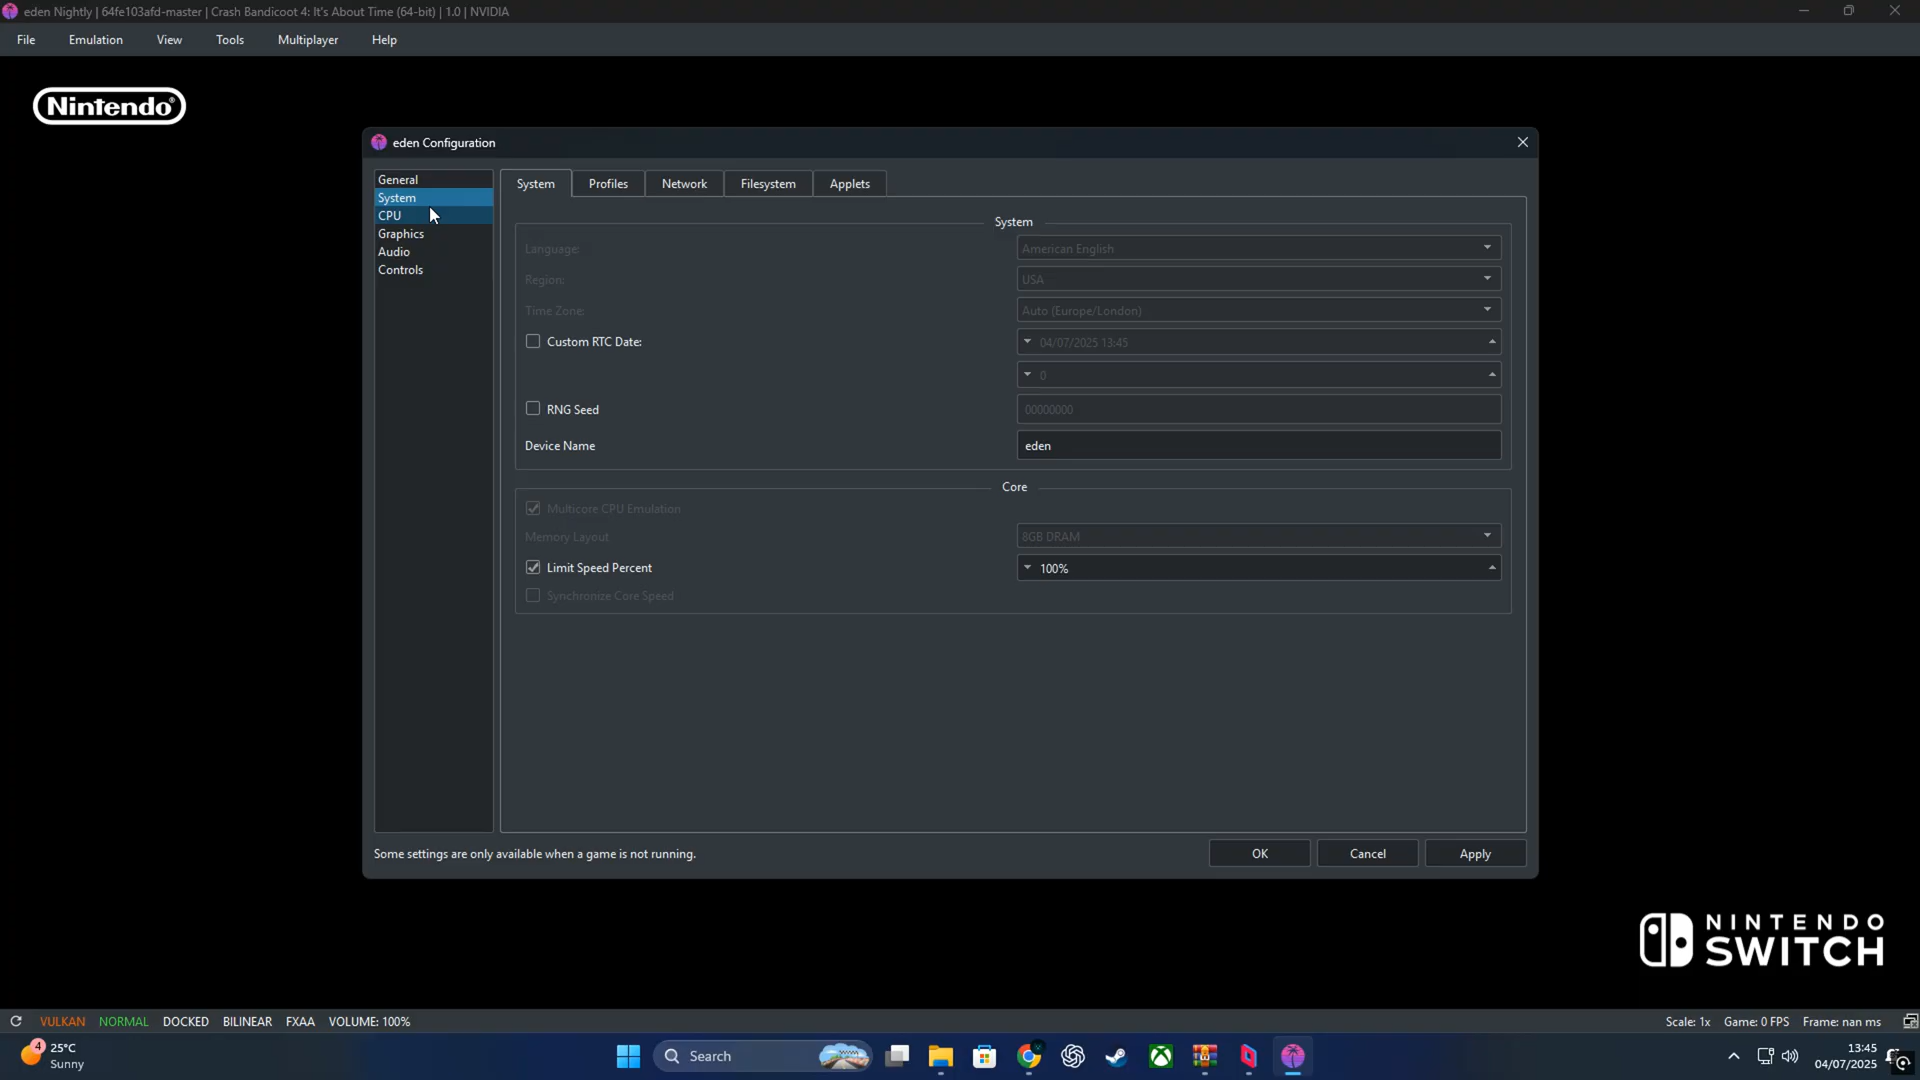 eden Nightly | 64fe103afd-master | Crash Bandicoot 4: It's About Time (64-bit) | 1.0 | NVIDIA
File Emulation View Tools Multiplayer Help
Nintendo®
eden Configuration
General
System
CPU
Graphics
Audio
Controls
System Profiles Network Filesystem Applets
System
Language: American English
Region: USA
Time Zone: Auto (Europe/London)
Custom RTC Date: 04/07/2025 13:45
0
RNG Seed 00000000
Device Name eden
Core
Multicore CPU Emulation
Memory Layout 8GB DRAM
Limit Speed Percent 100%
Synchronize Core Speed
Some settings are only available when a game is not running.
OK Cancel Apply
NINTENDO
SWITCH
VULKAN NORMAL DOCKED BILINEAR FXAA VOLUME: 100% Scale: 1x Game: 0 FPS Frame: nan ms
4 25°C
Sunny
Search
13:45
04/07/2025